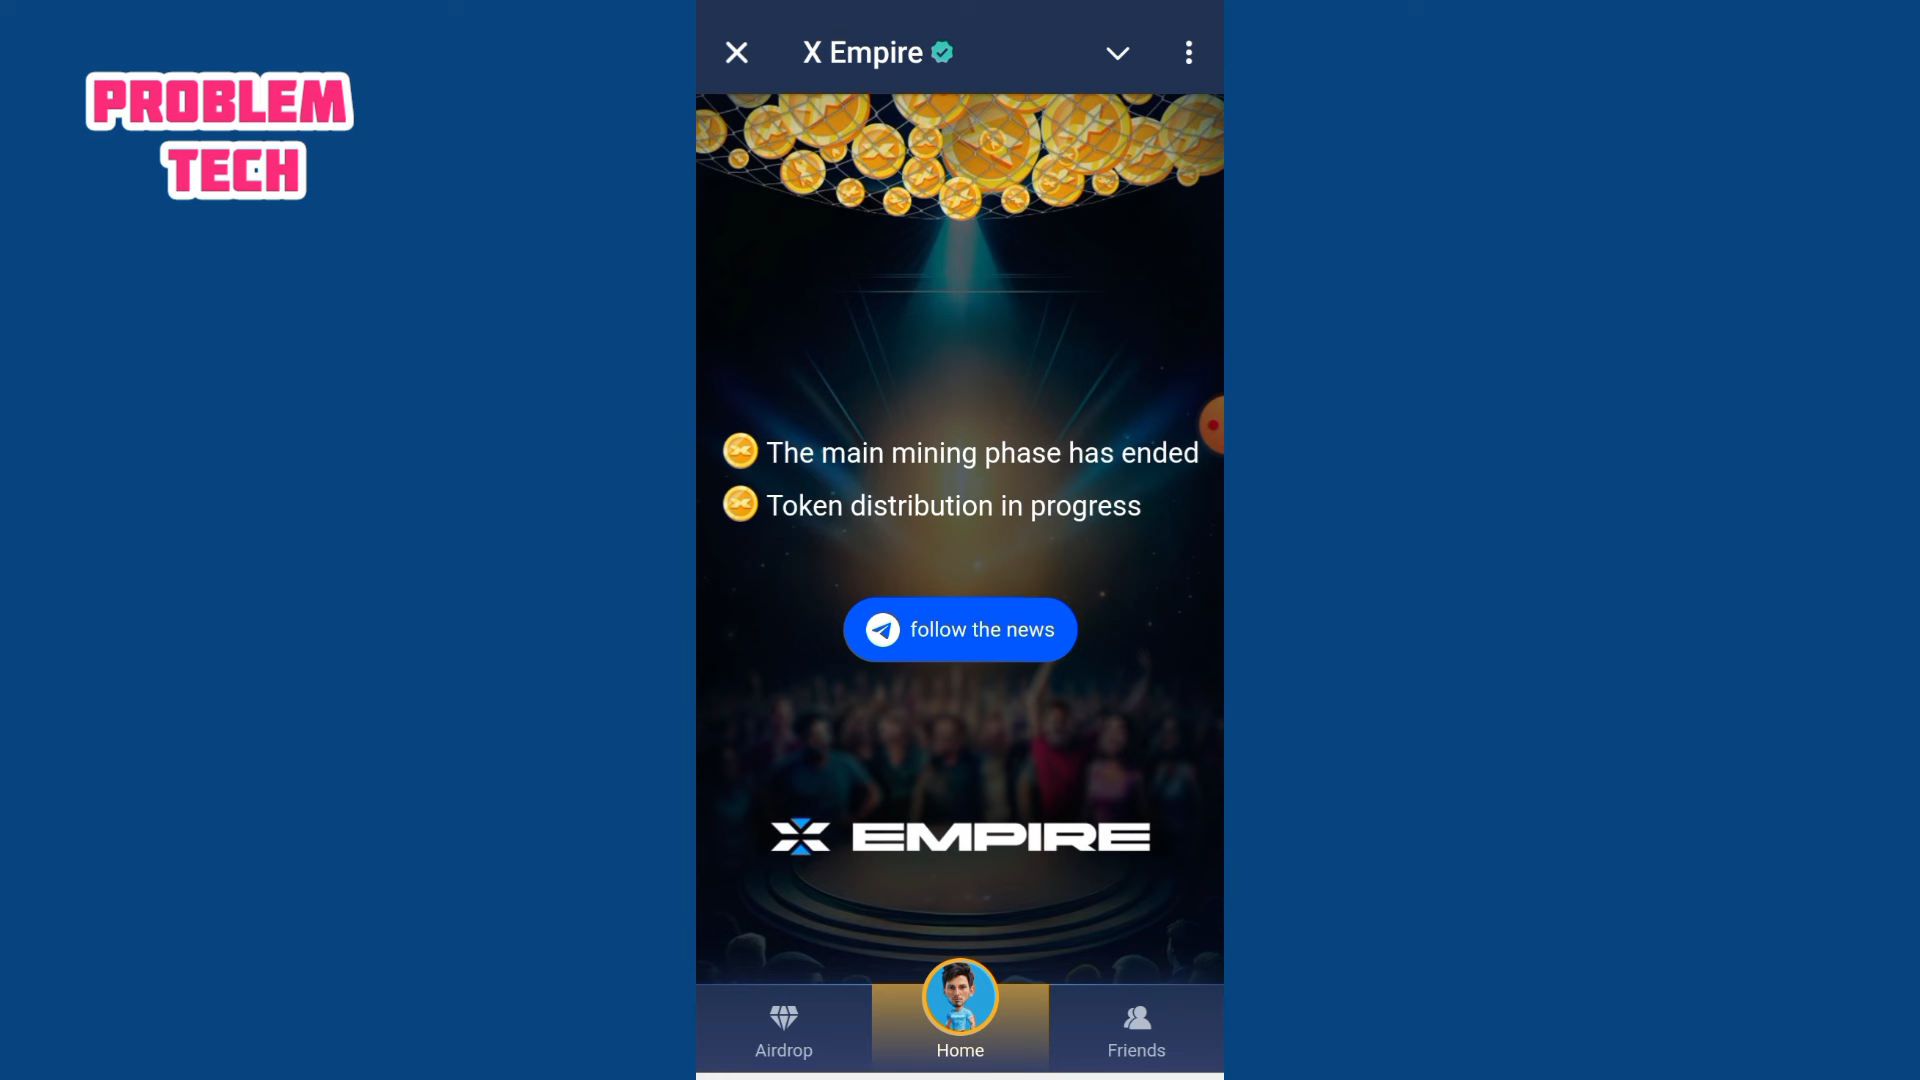 PROBLEM
TECH
X Empire
The main mining phase has ended
Token distribution in progress
follow the news
X EMPIRE
Airdrop
Home
Friends